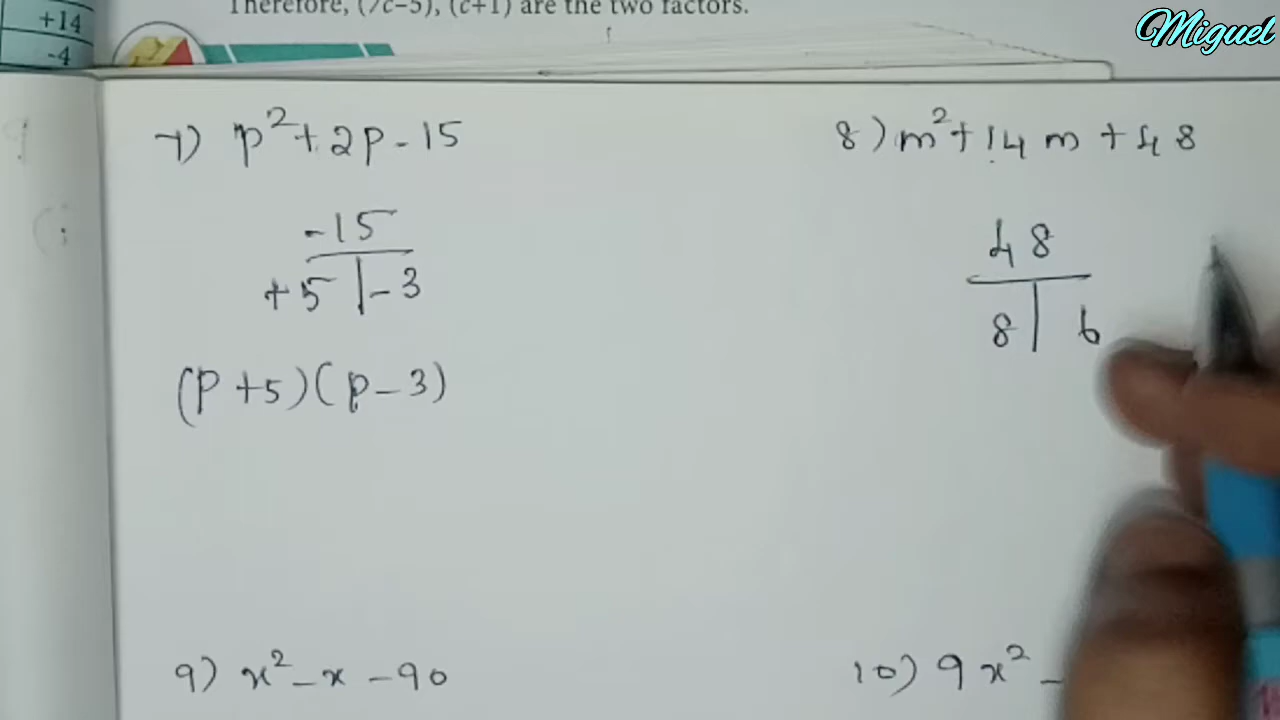 Therefore, (7c–5), (c+1) are the two factors.
+14
-4
Miguel
7) p²+2p-15
-15
+5 | -3
(p+5)(p-3)
8) m²+14m+48
48
8 | 6
9) x²-x-90
10) 9x²-